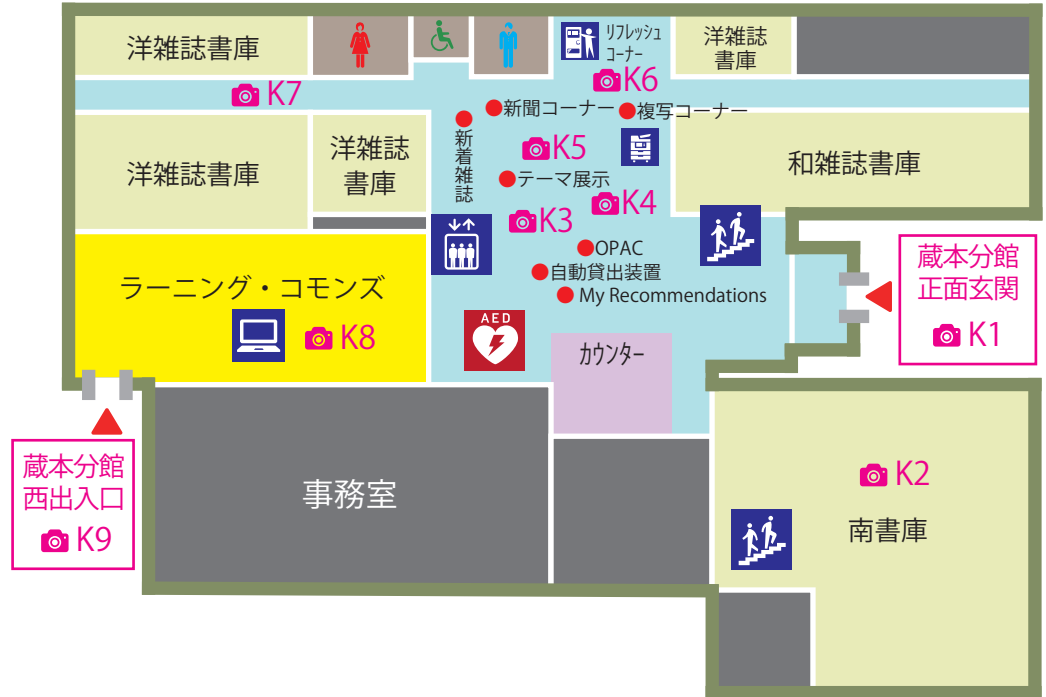 洋雑誌書庫
リフレッシュ
コーナー
洋雑誌
書庫
K7
K6
新聞コーナー
複写コーナー
新着雑誌
K5
洋雑誌書庫
洋雑誌
書庫
和雑誌書庫
テーマ展示
K4
K3
OPAC
自動貸出装置
My Recommendations
蔵本分館
正面玄関
K1
ラーニング・コモンズ
K8
AED
カウンター
蔵本分館
西出入口
K9
事務室
K2
南書庫